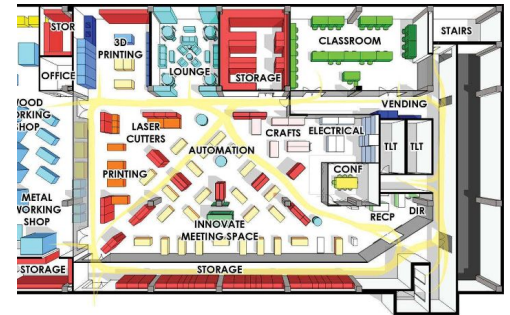 STOR
3D
PRINTING
LOUNGE
STORAGE
CLASSROOM
STAIRS
OFFICE
WOOD
WORKING
SHOP
LASER
CUTTERS
CRAFTS
ELECTRICAL
VENDING
AUTOMATION
TLT
TLT
PRINTING
CONF
METAL
WORKING
SHOP
INNOVATE
MEETING SPACE
RECP
DIR
STORAGE
STORAGE